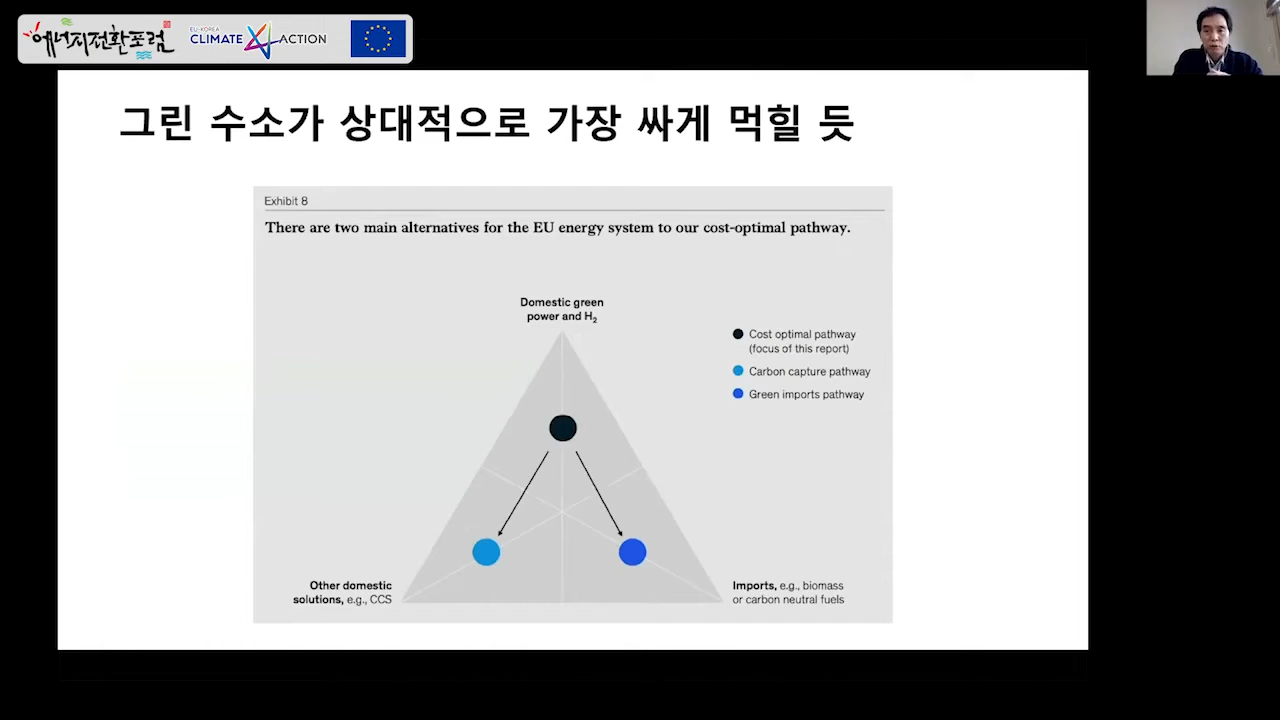 에너지전환포럼
EU-KOREA
CLIMATE ACTION
그린 수소가 상대적으로 가장 싸게 먹힐 듯
Exhibit 8
There are two main alternatives for the EU energy system to our cost-optimal pathway.
Domestic green
power and H₂
Cost optimal pathway
(focus of this report)
Carbon capture pathway
Green imports pathway
Other domestic
solutions, e.g., CCS
Imports, e.g., biomass
or carbon neutral fuels